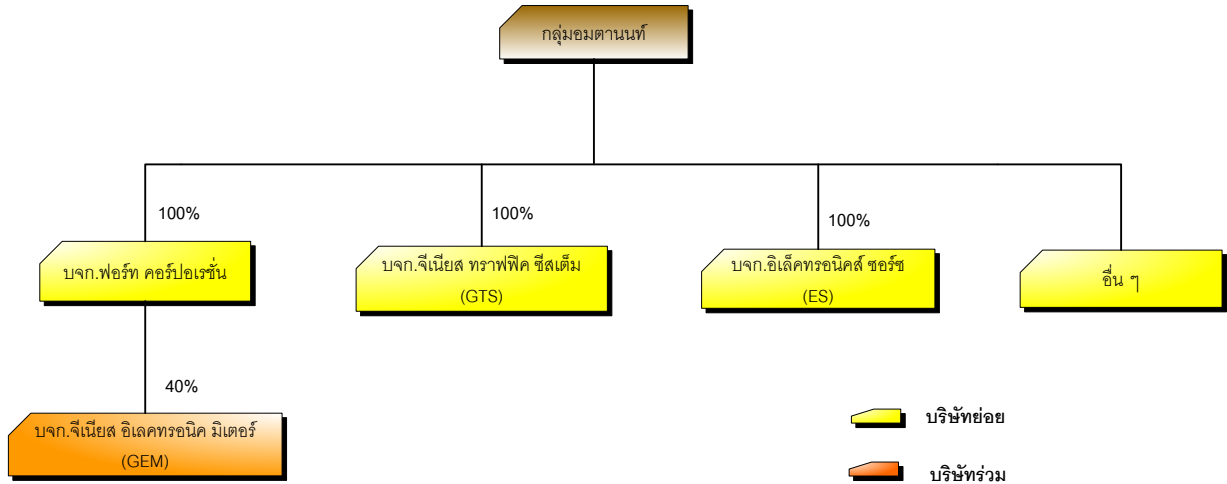 กลุ่มอมตานนท์
100%
100%
100%
บจก.ฟอร์ท คอร์ปอเรชั่น
บจก.จีเนียส ทราฟฟิค ซีสเต็ม
(GTS)
บจก.อิเล็คทรอนิคส์ ซอร์ซ
(ES)
อื่น ๆ
40%
บจก.จีเนียส อิเลคทรอนิค มิเตอร์
(GEM)
บริษัทย่อย
บริษัทร่วม